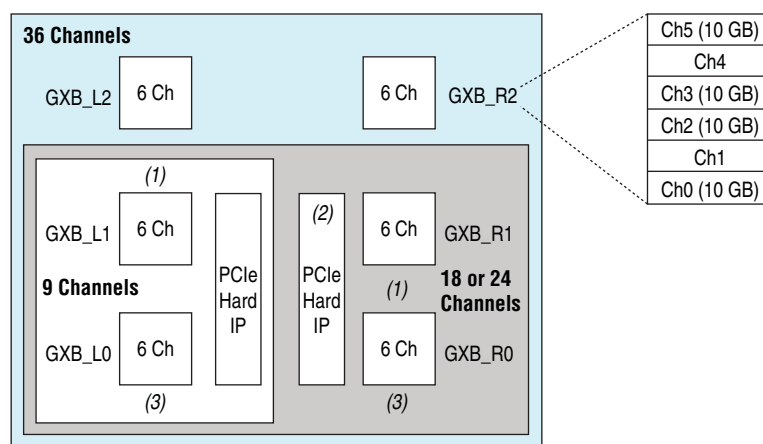 36 Channels
GXB_L2
6 Ch
6 Ch
GXB_R2
Ch5 (10 GB)
Ch4
Ch3 (10 GB)
Ch2 (10 GB)
Ch1
Ch0 (10 GB)
(1)
GXB_L1
6 Ch
9 Channels
GXB_L0
6 Ch
(3)
PCIe
Hard
IP
(2)
PCIe
Hard
IP
6 Ch
GXB_R1
(1)
18 or 24
Channels
6 Ch
GXB_R0
(3)